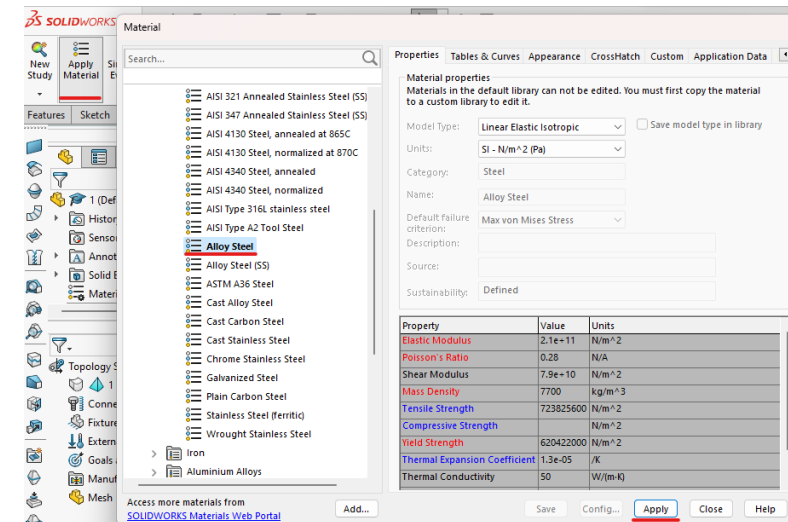 SOLIDWORKS
Material
New
Study
Apply
Material
Features
Sketch
1 (Def
Histor
Senso
Annot
Solid E
Materi
Topology S
1
Conne
Fixture
Extern
Goals
Manuf
Mesh
Search...
AISI 321 Annealed Stainless Steel (SS)
AISI 347 Annealed Stainless Steel (SS)
AISI 4130 Steel, annealed at 865C
AISI 4130 Steel, normalized at 870C
AISI 4340 Steel, annealed
AISI 4340 Steel, normalized
AISI Type 316L stainless steel
AISI Type A2 Tool Steel
Alloy Steel
Alloy Steel (SS)
ASTM A36 Steel
Cast Alloy Steel
Cast Carbon Steel
Cast Stainless Steel
Chrome Stainless Steel
Galvanized Steel
Plain Carbon Steel
Stainless Steel (ferritic)
Wrought Stainless Steel
Iron
Aluminium Alloys
Access more materials from
SOLIDWORKS Materials Web Portal
Add...
Properties Tables & Curves Appearance CrossHatch Custom Application Data
Material properties
Materials in the default library can not be edited. You must first copy the material
to a custom library to edit it.
Model Type: Linear Elastic Isotropic Save model type in library
Units: SI - N/m^2 (Pa)
Category: Steel
Name: Alloy Steel
Default failure
criterion: Max von Mises Stress
Description:
Source:
Sustainability: Defined
Property Value Units
Elastic Modulus 2.1e+11 N/m^2
Poisson's Ratio 0.28 N/A
Shear Modulus 7.9e+10 N/m^2
Mass Density 7700 kg/m^3
Tensile Strength 723825600 N/m^2
Compressive Strength N/m^2
Yield Strength 620422000 N/m^2
Thermal Expansion Coefficient 1.3e-05 /K
Thermal Conductivity 50 W/(m·K)
Save Config... Apply Close Help